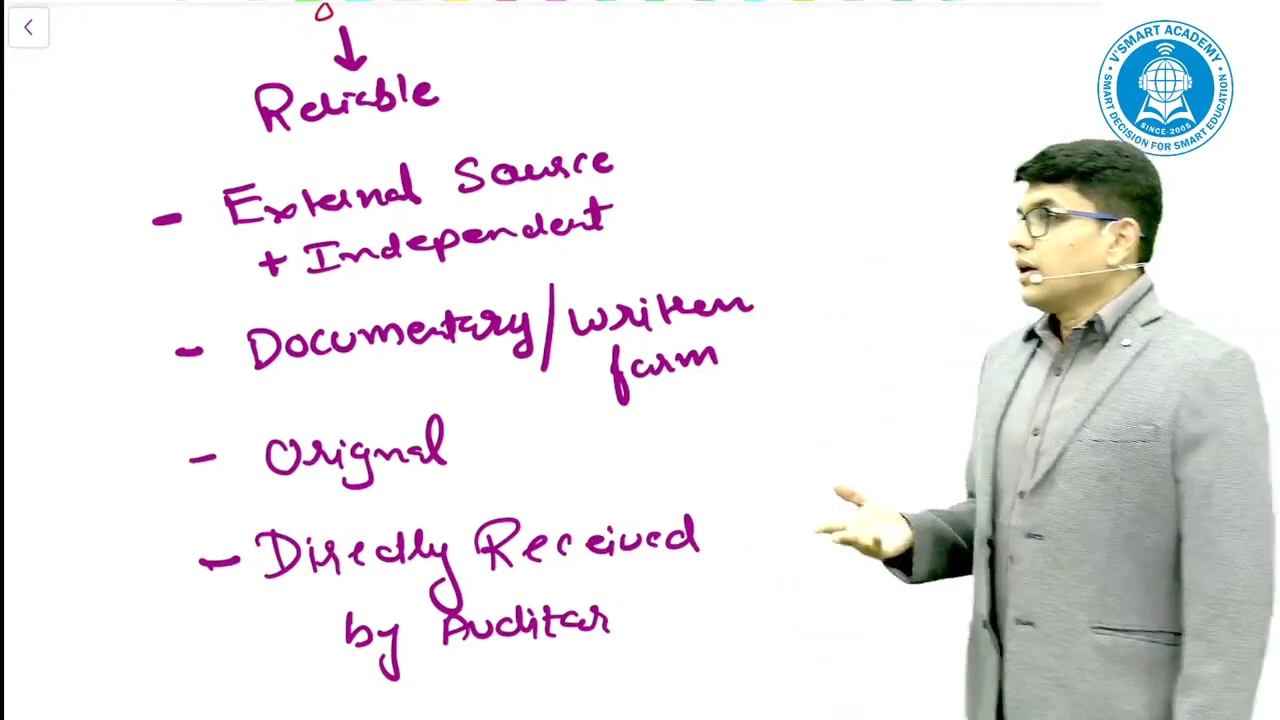 Reliable
- External Source
+ Independent
- Documentary/written
form
- Orignal
- Directly Received
by Auditor
V'SMART ACADEMY
SINCE-2005
SMART DECISION FOR SMART EDUCATION